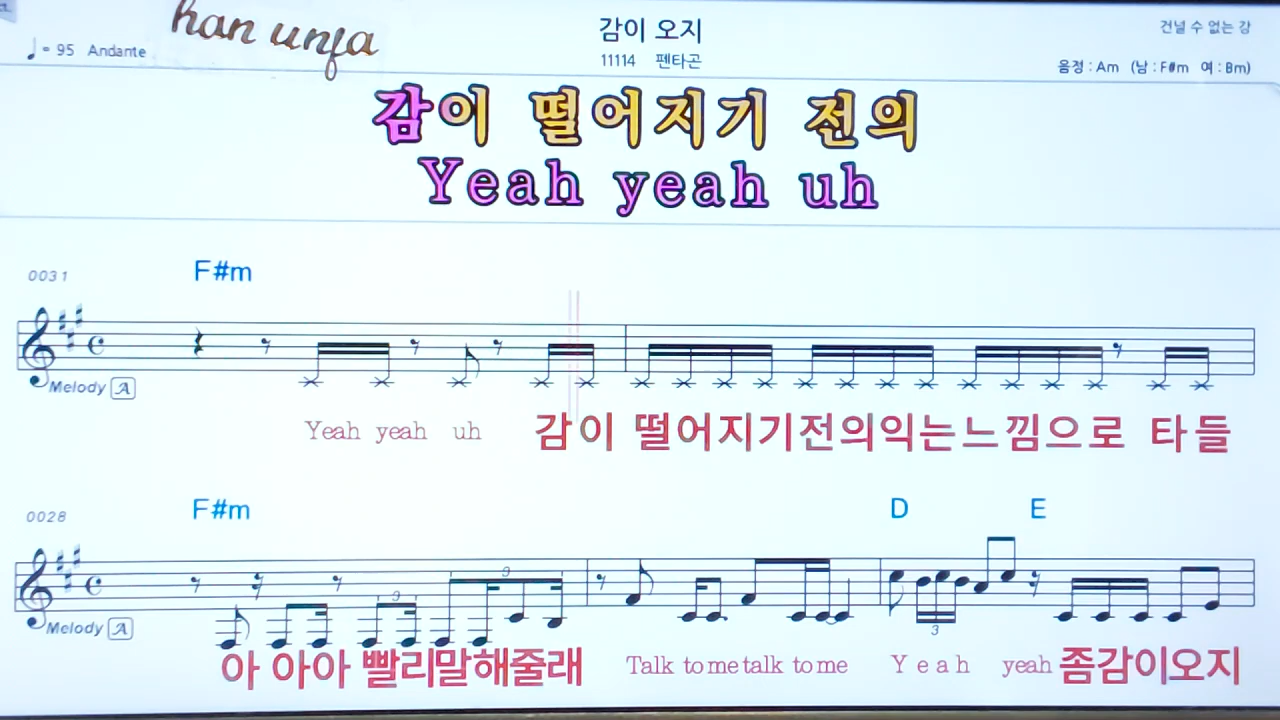 han unja
감이 오지
건널 수 없는 강
♩= 95 Andante
11114 펜타곤
음정 : Am (남 : F#m 여 : Bm)
감이 떨어지기 전의
Yeah yeah uh
0031
F#m
Melody A
Yeah yeah uh 감이 떨어지기전의익는느낌으로 타들
0028
F#m D E
3 3 3
Melody A
아 아아 빨리말해줄래 Talk to me talk to me Yeah yeah 좀감이오지